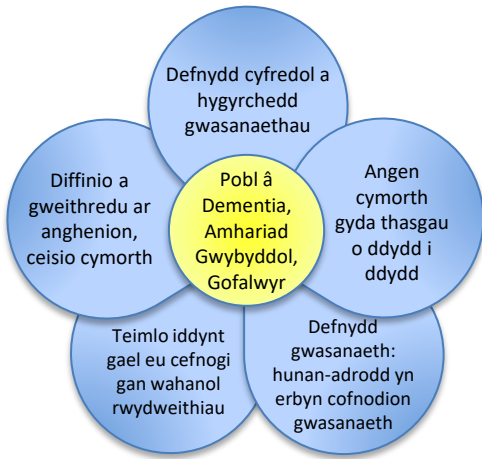 Defnydd cyfredol a
hygyrchedd
gwasanaethau
Angen
cymorth
gyda thasgau
o ddydd i
ddydd
Defnydd
gwasanaeth:
hunan-adrodd yn
erbyn cofnodion
gwasanaeth
Teimlo iddynt
gael eu cefnogi
gan wahanol
rwydweithiau
Diffinio a
gweithredu ar
anghenion,
ceisio cymorth
Pobl â
Dementia,
Amhariad
Gwybyddol,
Gofalwyr